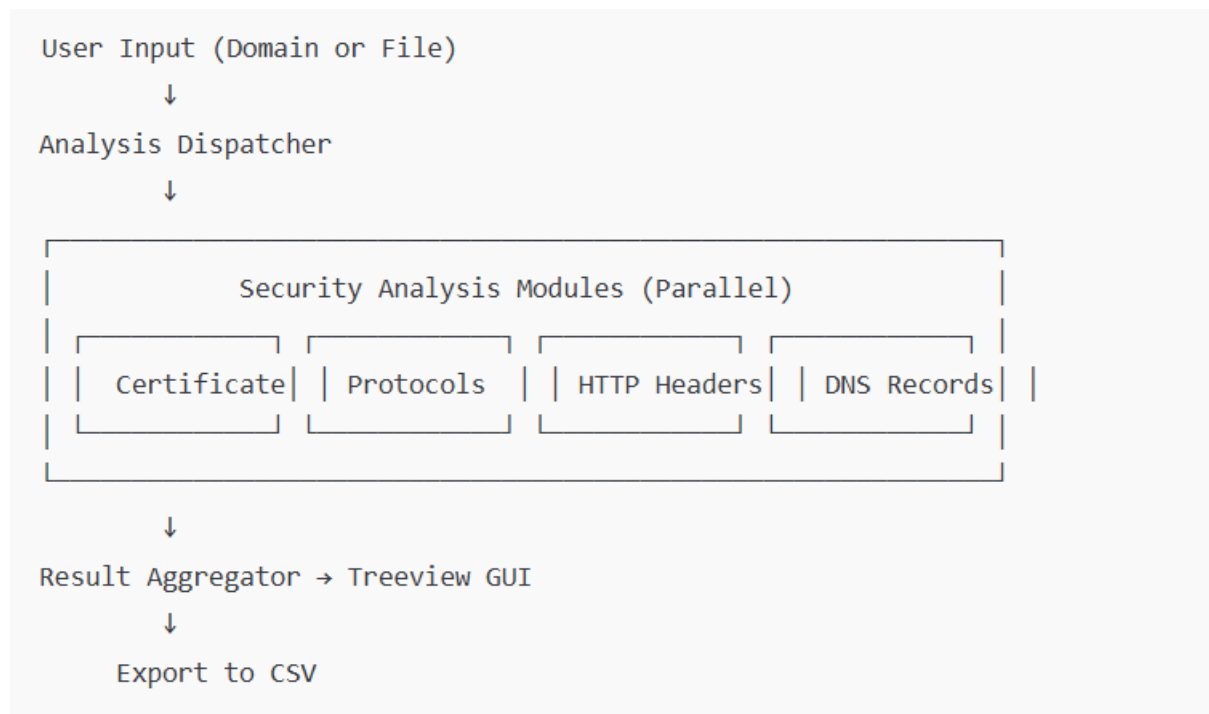 User Input (Domain or File)
↓
Analysis Dispatcher
↓
Security Analysis Modules (Parallel)
Certificate Protocols HTTP Headers DNS Records
↓
Result Aggregator → Treeview GUI
↓
Export to CSV